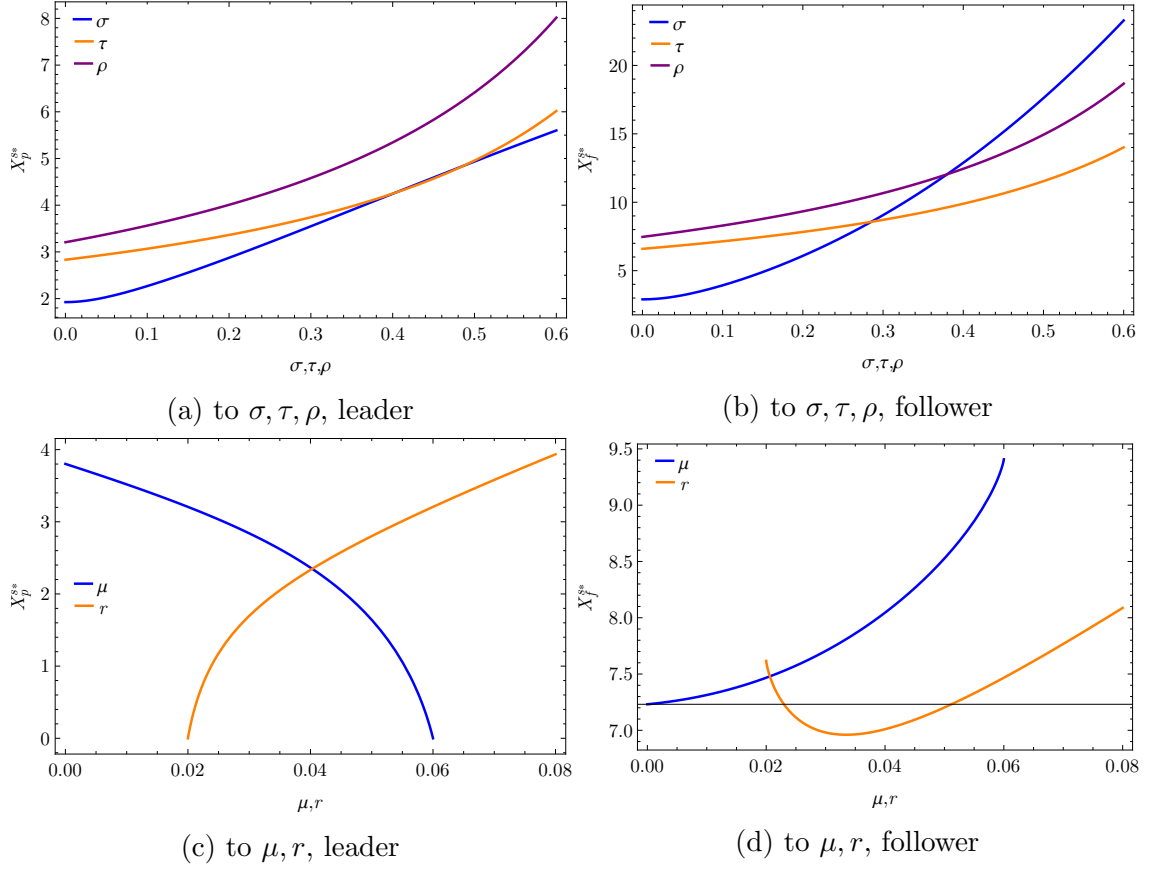 σ
τ
ρ
8
7
6
5
4
3
2
X_p^{s*}
0.0 0.1 0.2 0.3 0.4 0.5 0.6
σ,τ,ρ
(a) to σ, τ, ρ, leader
σ
τ
ρ
20
15
10
5
X_f^{s*}
0.0 0.1 0.2 0.3 0.4 0.5 0.6
σ,τ,ρ
(b) to σ, τ, ρ, follower
4
3
2
1
0
X_p^{s*}
μ
r
0.00 0.02 0.04 0.06 0.08
μ,r
(c) to μ, r, leader
μ
r
9.5
9.0
8.5
8.0
7.5
7.0
X_f^{s*}
0.00 0.02 0.04 0.06 0.08
μ,r
(d) to μ, r, follower